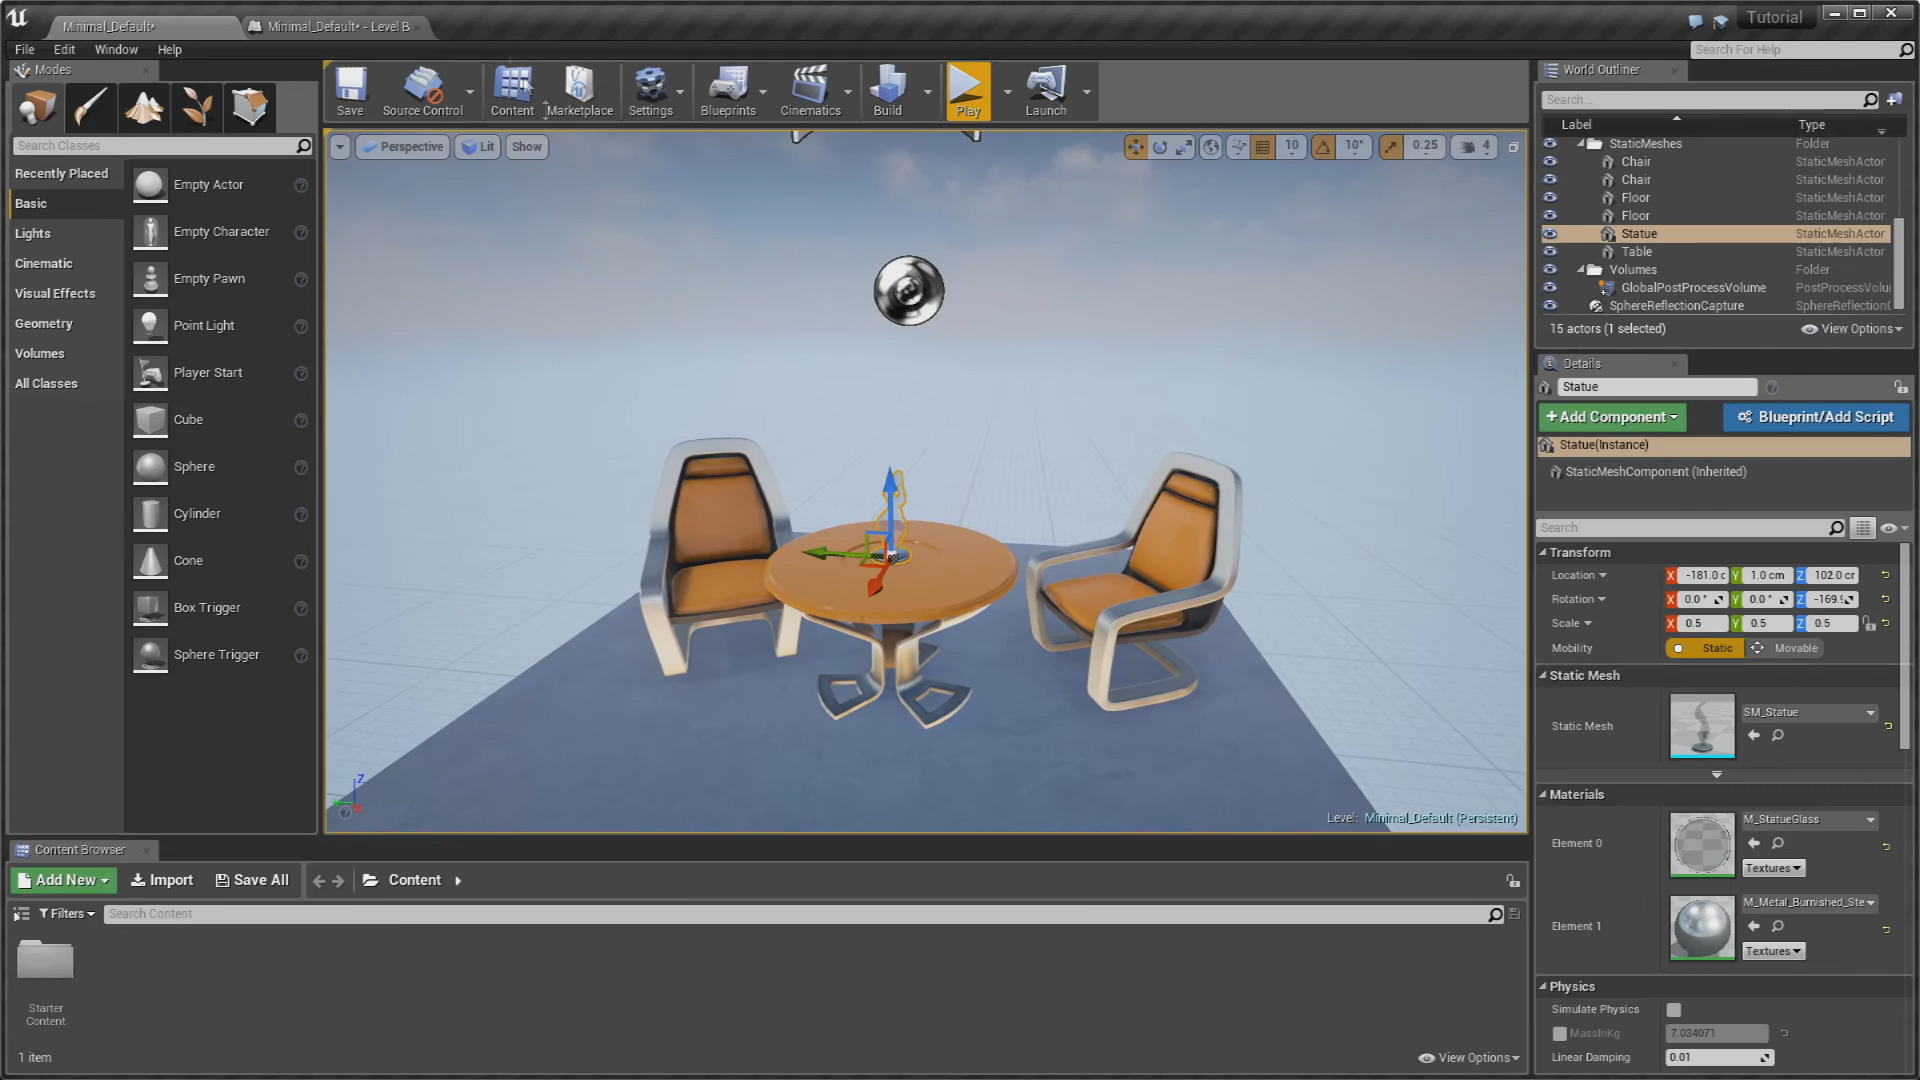 Minimal_Default*
Minimal_Default* - Level B
Tutorial
File Edit Window Help
Search For Help
Modes
Search Classes
Recently Placed
Basic
Lights
Cinematic
Visual Effects
Geometry
Volumes
All Classes
Empty Actor
Empty Character
Empty Pawn
Point Light
Player Start
Cube
Sphere
Cylinder
Cone
Box Trigger
Sphere Trigger
Save
Source Control
Content
Marketplace
Settings
Blueprints
Cinematics
Build
Play
Launch
Perspective
Lit
Show
10
10°
0.25
4
Z
Level: Minimal_Default (Persistent)
World Outliner
Search...
Label Type
StaticMeshes Folder
Chair StaticMeshActor
Chair StaticMeshActor
Floor StaticMeshActor
Floor StaticMeshActor
Statue StaticMeshActor
Table StaticMeshActor
Volumes Folder
GlobalPostProcessVolume PostProcessVolu
SphereReflectionCapture SphereReflectionC
15 actors (1 selected)
View Options
Details
Statue
+Add Component
Blueprint/Add Script
Statue(Instance)
StaticMeshComponent (Inherited)
Search
Transform
Location X -181.0 c Y 1.0 cm Z 102.0 cr
Rotation X 0.0 ° Y 0.0 ° Z -169.9
Scale X 0.5 Y 0.5 Z 0.5
Mobility Static Movable
Static Mesh
Static Mesh
SM_Statue
Materials
Element 0
M_StatueGlass
Textures
Element 1
M_Metal_Burnished_Ste
Textures
Physics
Simulate Physics
MassInKg 7.034071
Linear Damping 0.01
Content Browser
Add New
Import
Save All
Content
Filters
Search Content
Starter
Content
1 item
View Options